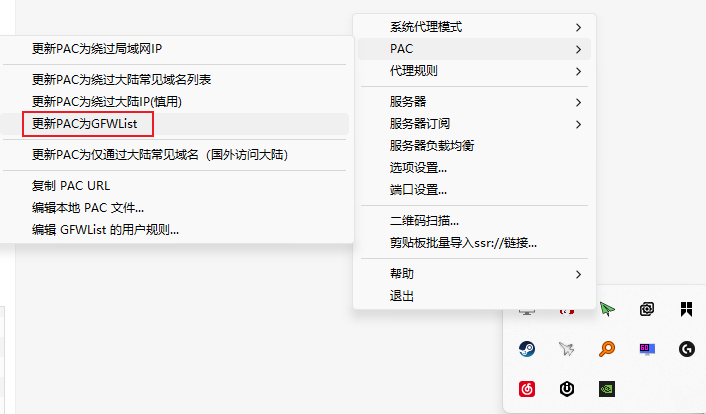 系统代理模式
PAC
代理规则
服务器
服务器订阅
服务器负载均衡
选项设置...
端口设置...
二维码扫描...
剪贴板批量导入ssr://链接...
帮助
退出
更新PAC为绕过局域网IP
更新PAC为绕过大陆常见域名列表
更新PAC为绕过大陆IP(慎用)
更新PAC为GFWList
更新PAC为仅通过大陆常见域名（国外访问大陆）
复制 PAC URL
编辑本地 PAC 文件...
编辑 GFWList 的用户规则...